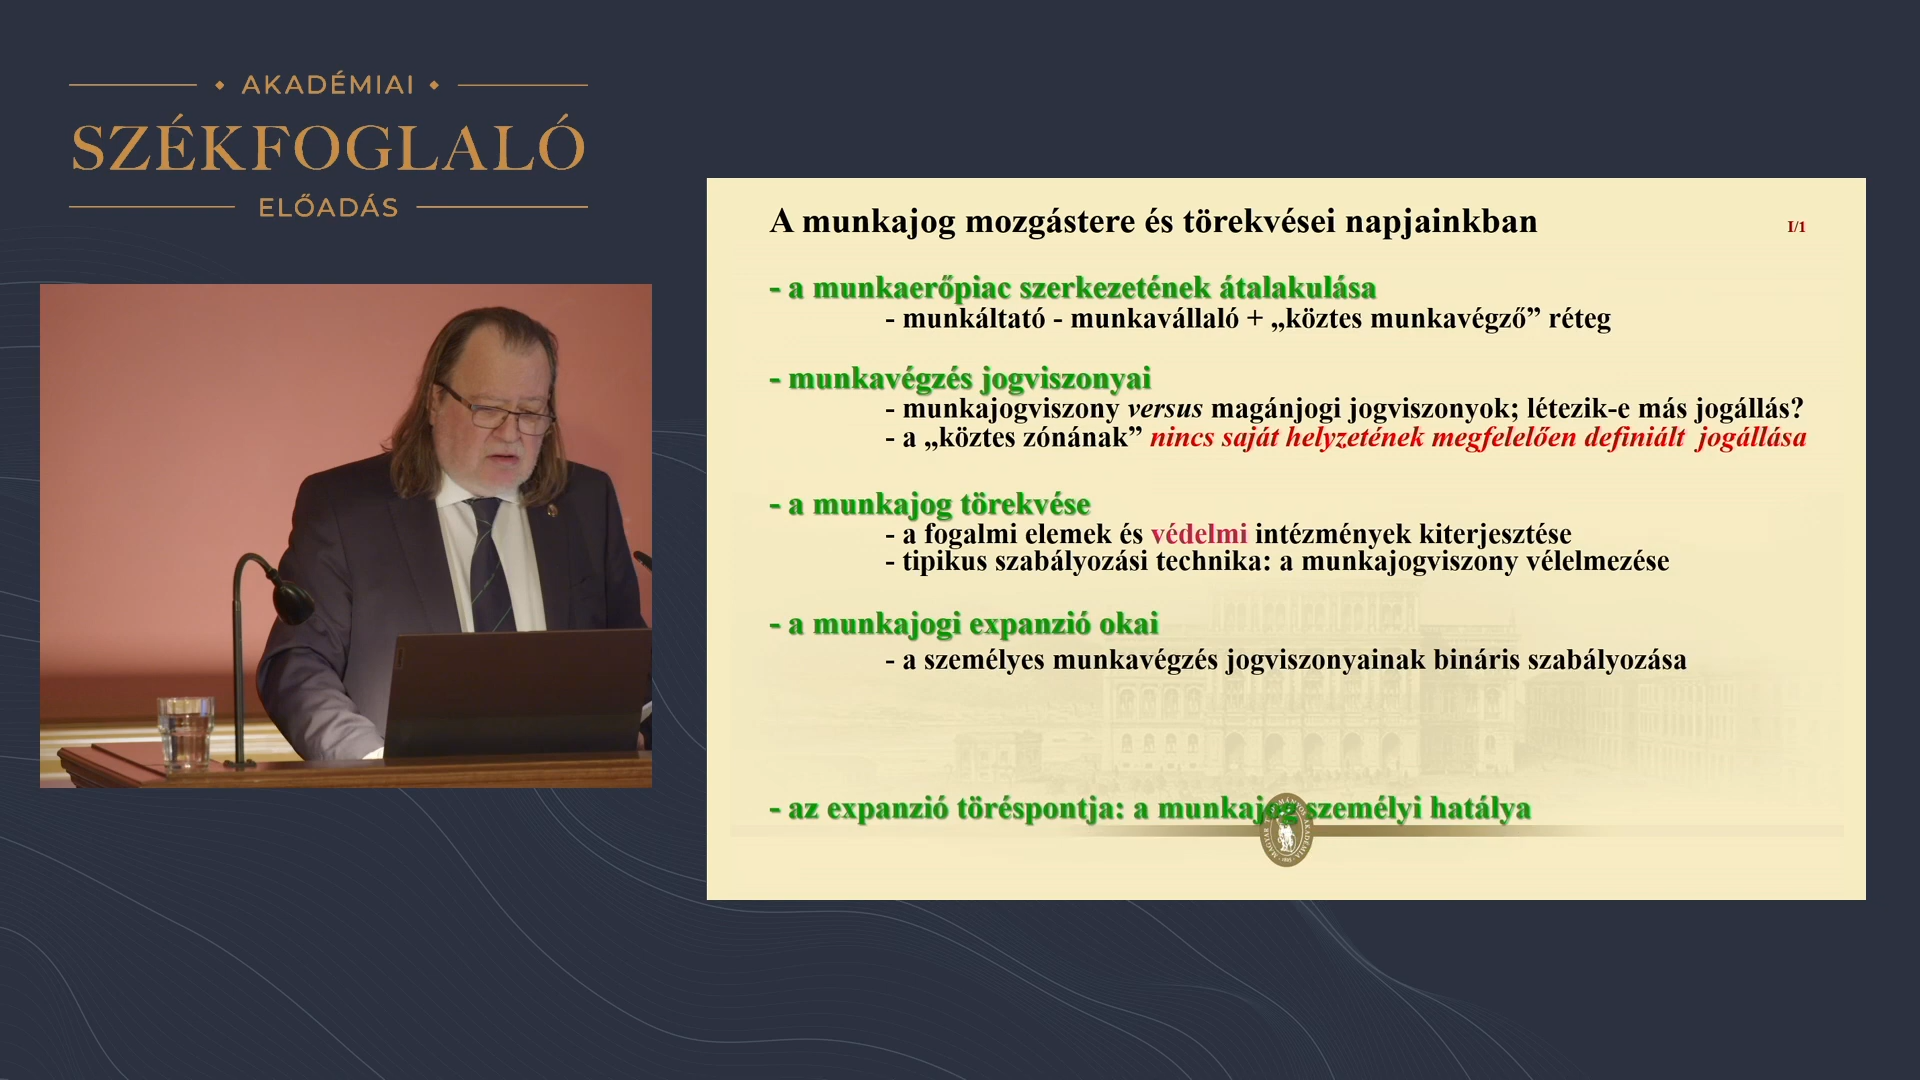 AKADÉMIAI
SZÉKFOGLALÓ
ELŐADÁS
A munkajog mozgástere és törekvései napjainkban
I/1
- a munkaerőpiac szerkezetének átalakulása
- munkáltató - munkavállaló + „köztes munkavégző” réteg
- munkavégzés jogviszonyai
- munkajogviszony versus magánjogi jogviszonyok; létezik-e más jogállás?
- a „köztes zónának” nincs saját helyzetének megfelelően definiált jogállása
- a munkajog törekvése
- a fogalmi elemek és védelmi intézmények kiterjesztése
- tipikus szabályozási technika: a munkajogviszony vélelmezése
- a munkajogi expanzió okai
- a személyes munkavégzés jogviszonyainak bináris szabályozása
- az expanzió töréspontja: a munkajog személyi hatálya